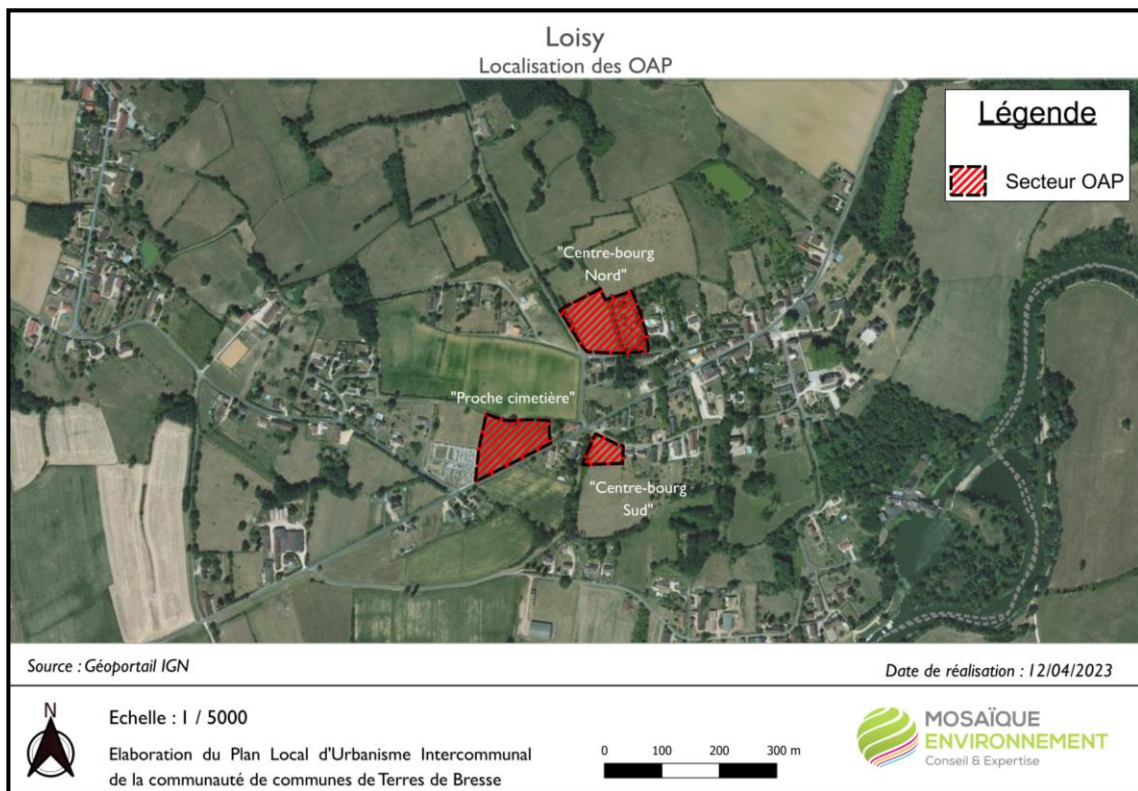 Loisy
Localisation des OAP
Légende
Secteur OAP
"Centre-bourg
Nord"
"Proche cimetière"
"Centre-bourg
Sud"
Source : Géoportail IGN
Date de réalisation : 12/04/2023
N
Echelle : 1 / 5000
Elaboration du Plan Local d'Urbanisme Intercommunal
de la communauté de communes de Terres de Bresse
0 100 200 300 m
MOSAÏQUE
ENVIRONNEMENT
Conseil & Expertise